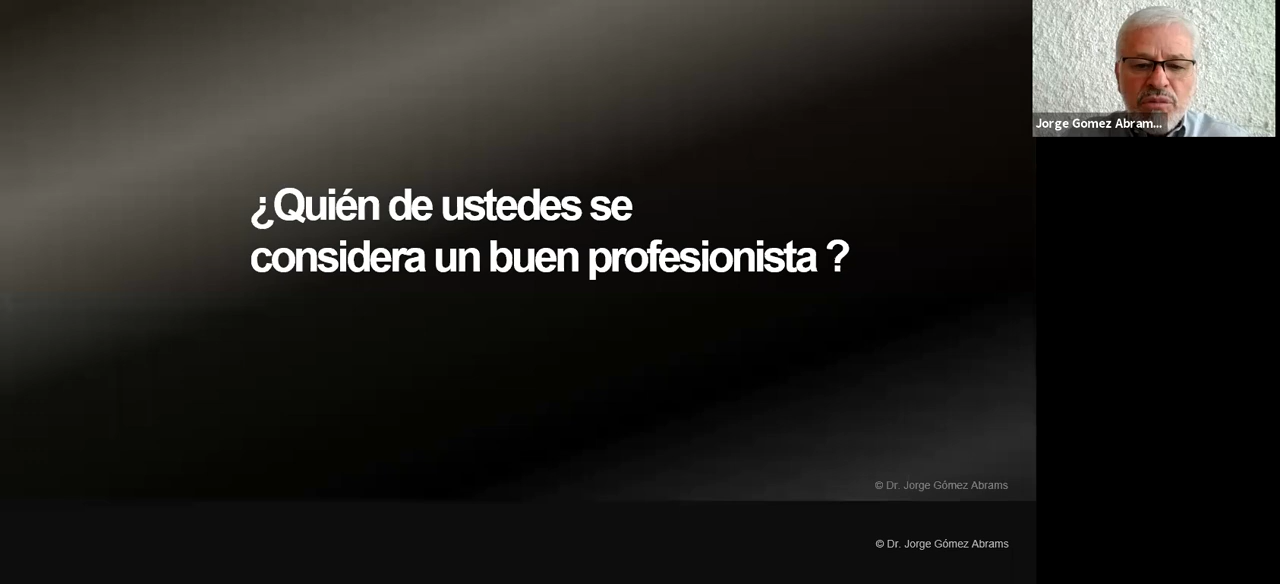 ¿Quién de ustedes se
considera un buen profesionista ?
Jorge Gomez Abram...
© Dr. Jorge Gómez Abrams
© Dr. Jorge Gómez Abrams